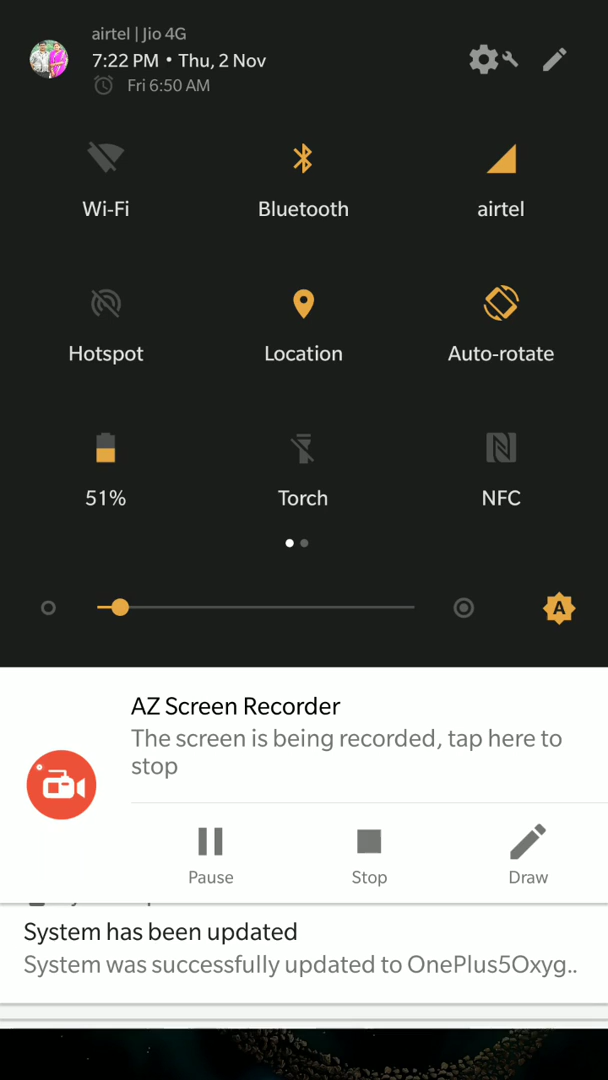 airtel | Jio 4G
7:22 PM • Thu, 2 Nov
Fri 6:50 AM
Wi-Fi
Bluetooth
airtel
Hotspot
Location
Auto-rotate
51%
Torch
NFC
A
AZ Screen Recorder
The screen is being recorded, tap here to
stop
Pause
Stop
Draw
System has been updated
System was successfully updated to OnePlus5Oxyg..